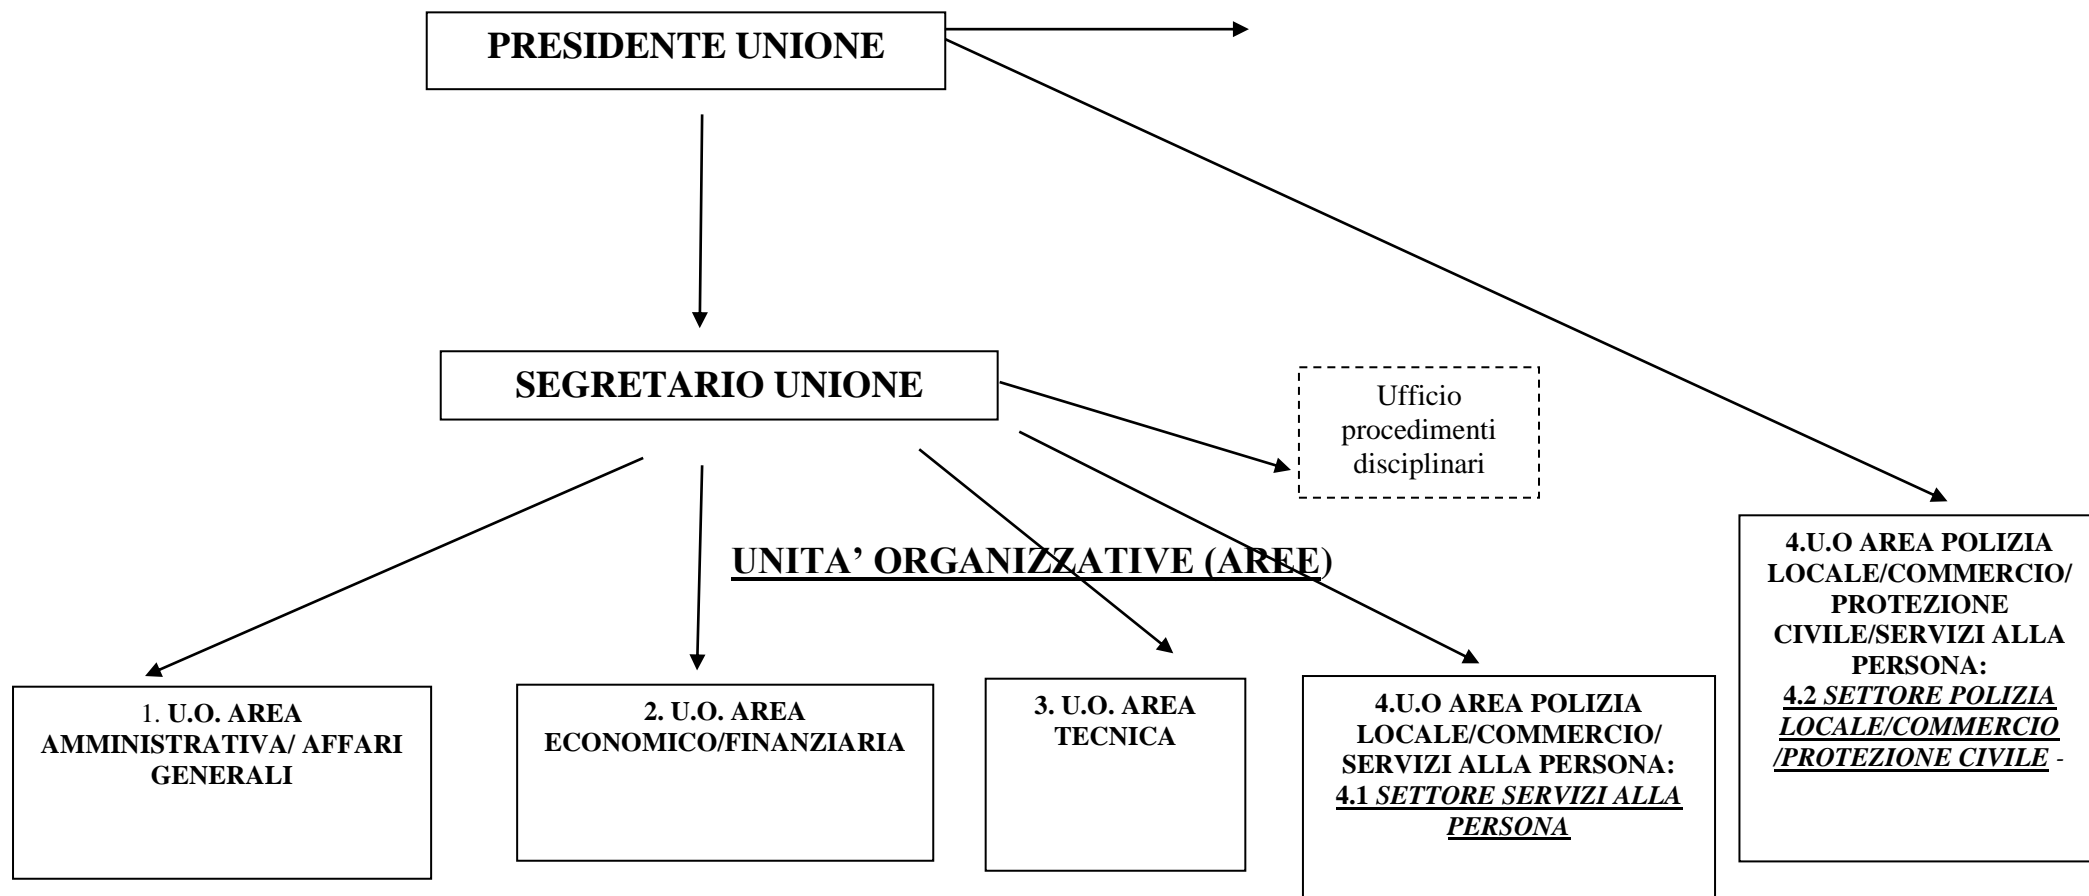 PRESIDENTE UNIONE
SEGRETARIO UNIONE
Ufficio
procedimenti
disciplinari
UNITA’ ORGANIZZATIVE (AREE)
1. U.O. AREA
AMMINISTRATIVA/ AFFARI
GENERALI
2. U.O. AREA
ECONOMICO/FINANZIARIA
3. U.O. AREA
TECNICA
4.U.O AREA POLIZIA
LOCALE/COMMERCIO/
SERVIZI ALLA PERSONA:
4.1 SETTORE SERVIZI ALLA
PERSONA
4.U.O AREA POLIZIA
LOCALE/COMMERCIO/
PROTEZIONE
CIVILE/SERVIZI ALLA
PERSONA:
4.2 SETTORE POLIZIA
LOCALE/COMMERCIO
/PROTEZIONE CIVILE -